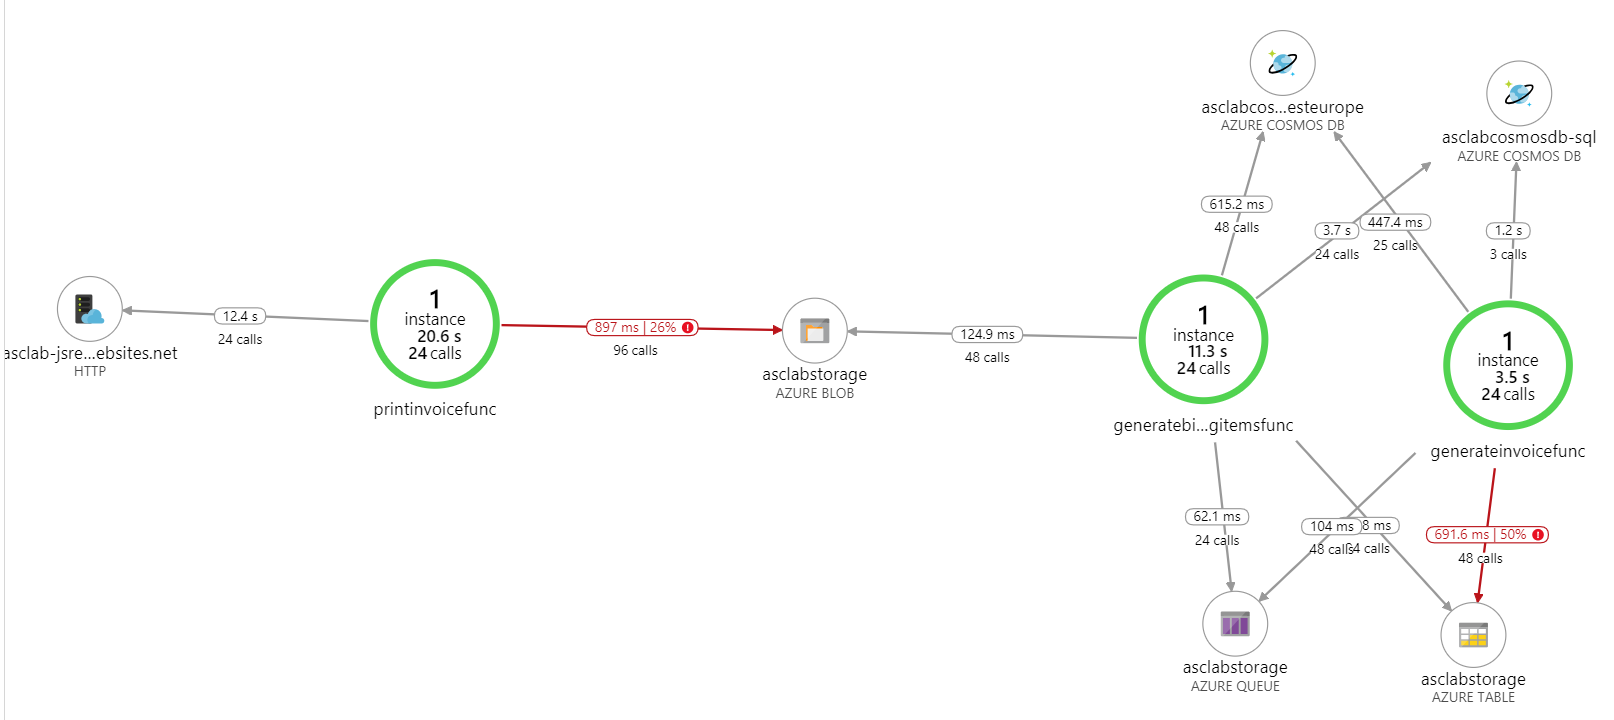 asclabcos...esteurope
AZURE COSMOS DB
asclabcosmosdb-sql
AZURE COSMOS DB
615.2 ms
48 calls
3.7 s
24 calls
447.4 ms
25 calls
1.2 s
3 calls
asclab-jsre...ebsites.net
HTTP
12.4 s
24 calls
1
instance
20.6 s
24 calls
printinvoicefunc
897 ms | 26%
96 calls
asclabstorage
AZURE BLOB
124.9 ms
48 calls
1
instance
11.3 s
24 calls
generatebi...gitemsfunc
1
instance
3.5 s
24 calls
generateinvoicefunc
62.1 ms
24 calls
104 ms
48 calls
8 ms
4 calls
691.6 ms | 50%
48 calls
asclabstorage
AZURE QUEUE
asclabstorage
AZURE TABLE